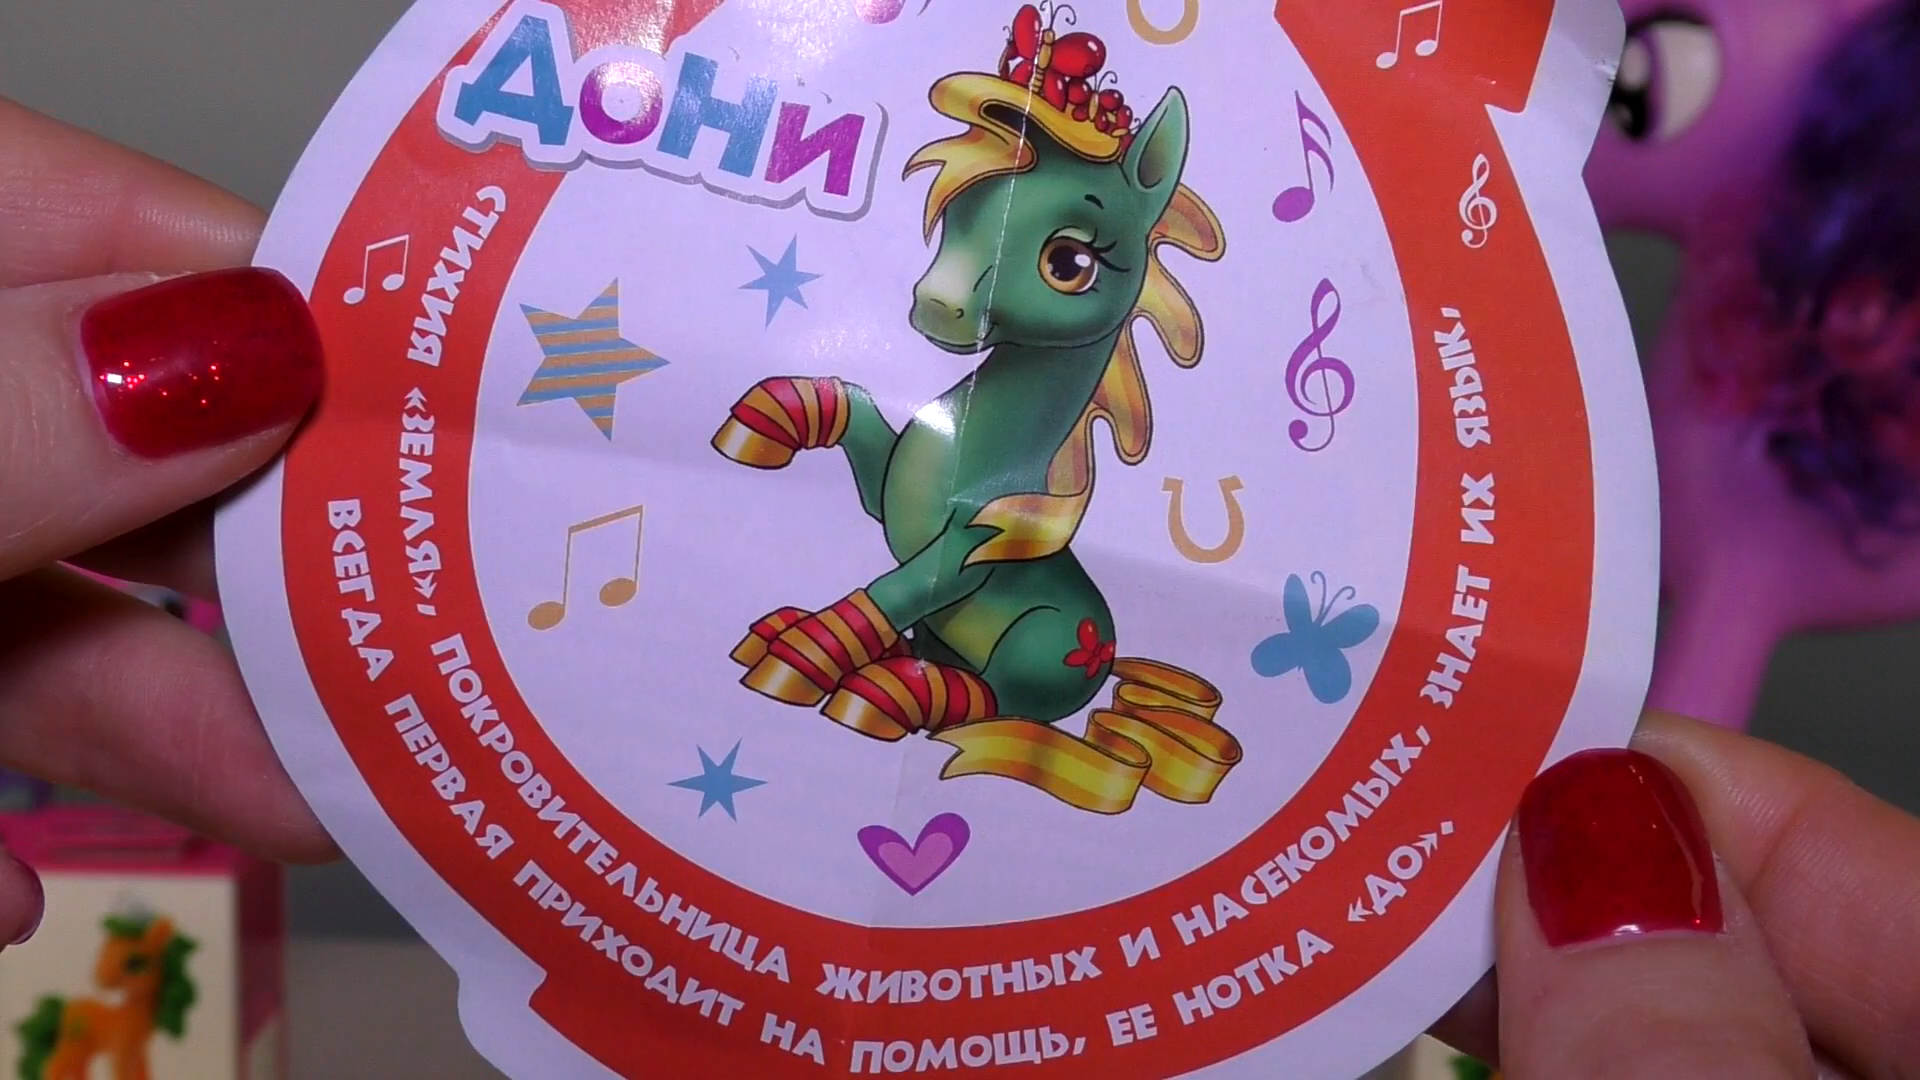 ДОНИ
СТИХИЯ «ЗЕМЛЯ», ПОКРОВИТЕЛЬНИЦА ЖИВОТНЫХ И НАСЕКОМЫХ, ЗНАЕТ ИХ ЯЗЫК,
ВСЕГДА ПЕРВАЯ ПРИХОДИТ НА ПОМОЩЬ, ЕЕ НОТКА «ДО».